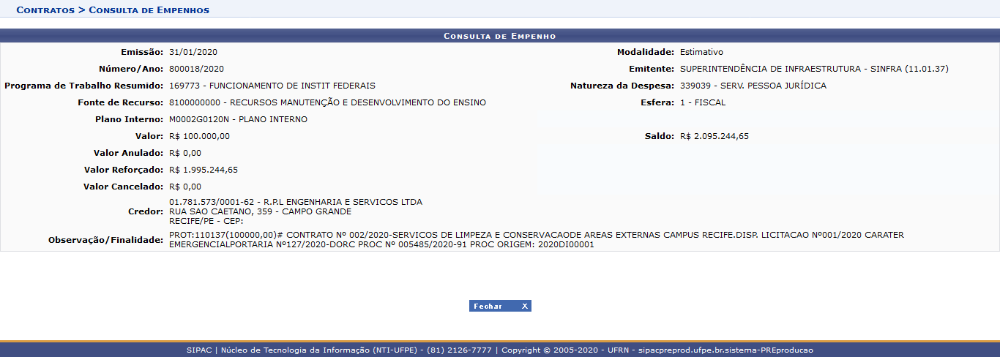 Contratos > Consulta de Empenhos
Consulta de Empenho
Emissão: 31/01/2020 Modalidade: Estimativo
Número/Ano: 800018/2020 Emitente: SUPERINTENDÊNCIA DE INFRAESTRUTURA - SINFRA (11.01.37)
Programa de Trabalho Resumido: 169773 - FUNCIONAMENTO DE INSTIT FEDERAIS Natureza da Despesa: 339039 - SERV. PESSOA JURÍDICA
Fonte de Recurso: 8100000000 - RECURSOS MANUTENÇÃO E DESENVOLVIMENTO DO ENSINO Esfera: 1 - FISCAL
Plano Interno: M0002G0120N - PLANO INTERNO
Valor: R$ 100.000,00 Saldo: R$ 2.095.244,65
Valor Anulado: R$ 0,00
Valor Reforçado: R$ 1.995.244,65
Valor Cancelado: R$ 0,00
Credor: 01.781.573/0001-62 - R.P.L ENGENHARIA E SERVICOS LTDA
RUA SAO CAETANO, 359 - CAMPO GRANDE
RECIFE/PE - CEP:
Observação/Finalidade: PROT:110137(100000,00)# CONTRATO Nº 002/2020-SERVICOS DE LIMPEZA E CONSERVACAODE AREAS EXTERNAS CAMPUS RECIFE.DISP. LICITACAO Nº001/2020 CARATER
EMERGENCIALPORTARIA Nº127/2020-DORC PROC Nº 005485/2020-91 PROC ORIGEM: 2020DI00001
Fechar X
SIPAC | Núcleo de Tecnologia da Informação (NTI-UFPE) - (81) 2126-7777 | Copyright © 2005-2020 - UFRN - sipacpreprod.ufpe.br.sistema-PREproducao